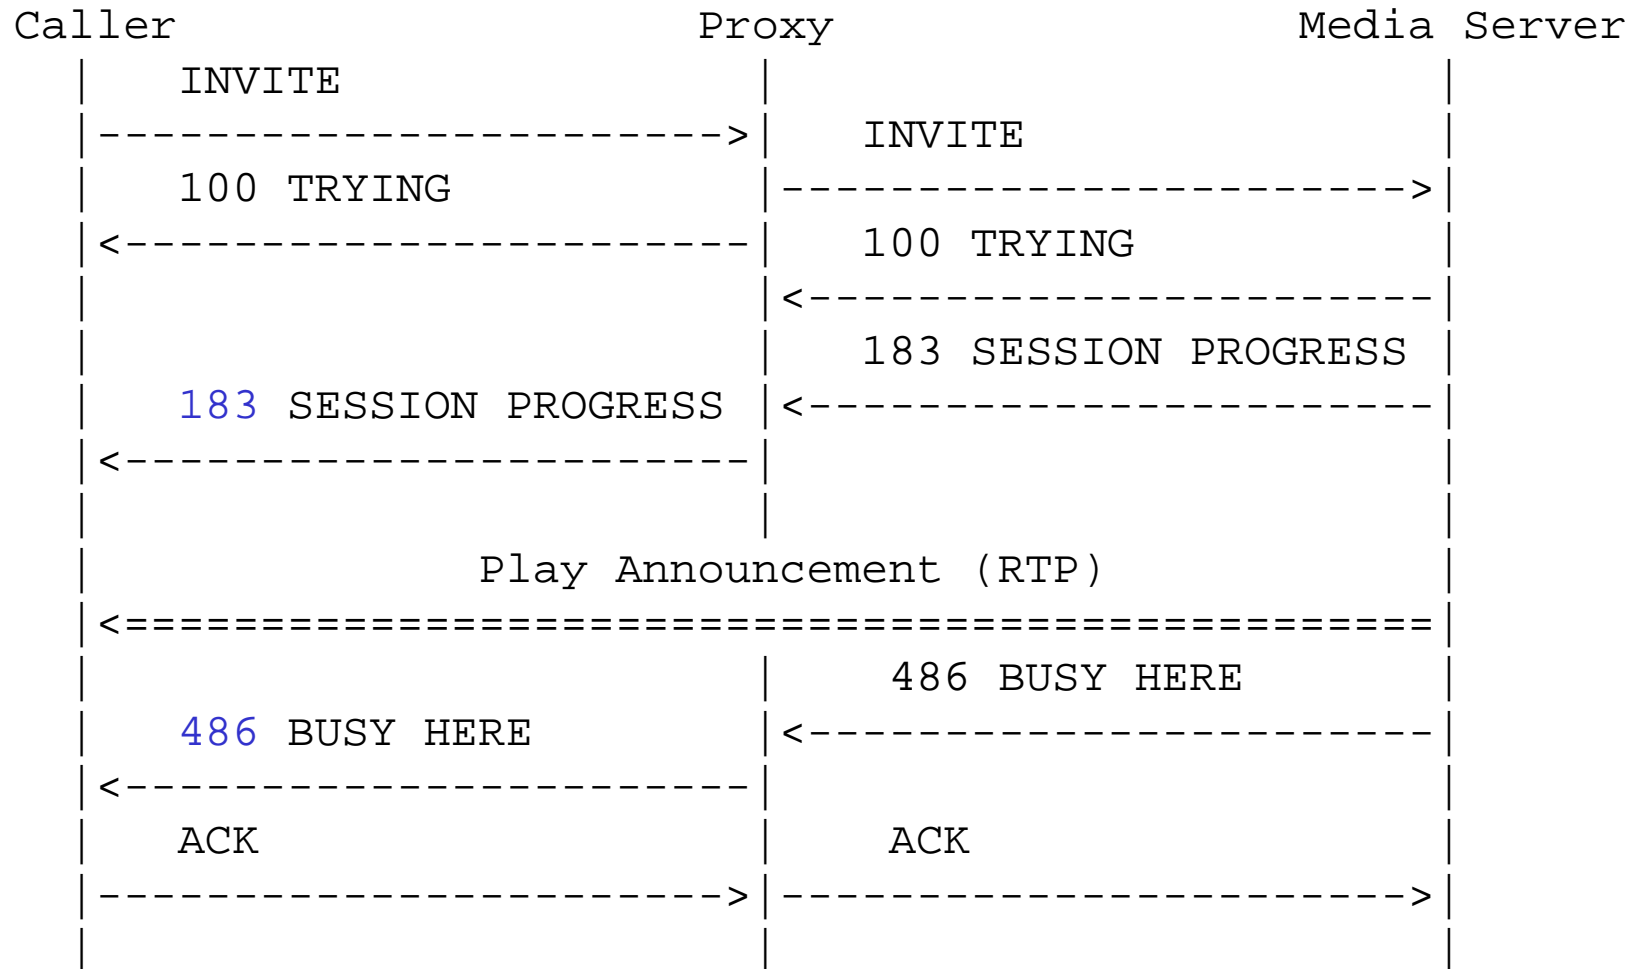 Caller Proxy Media Server
INVITE
INVITE
100 TRYING
100 TRYING
183 SESSION PROGRESS
183 SESSION PROGRESS
Play Announcement (RTP)
486 BUSY HERE
486 BUSY HERE
ACK ACK